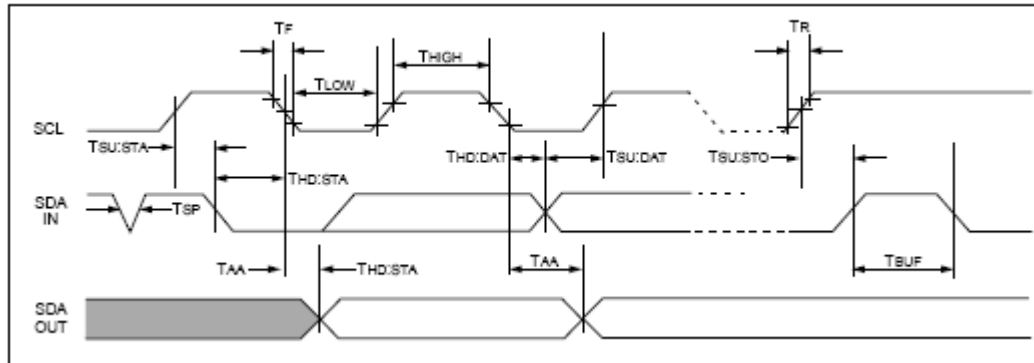 TF
TR
THIGH
TLOW
SCL
TSU:STA
THD:DAT
TSU:DAT
TSU:STO
THD:STA
SDA
IN
TSP
TAA
THD:STA
TAA
TBUF
SDA
OUT